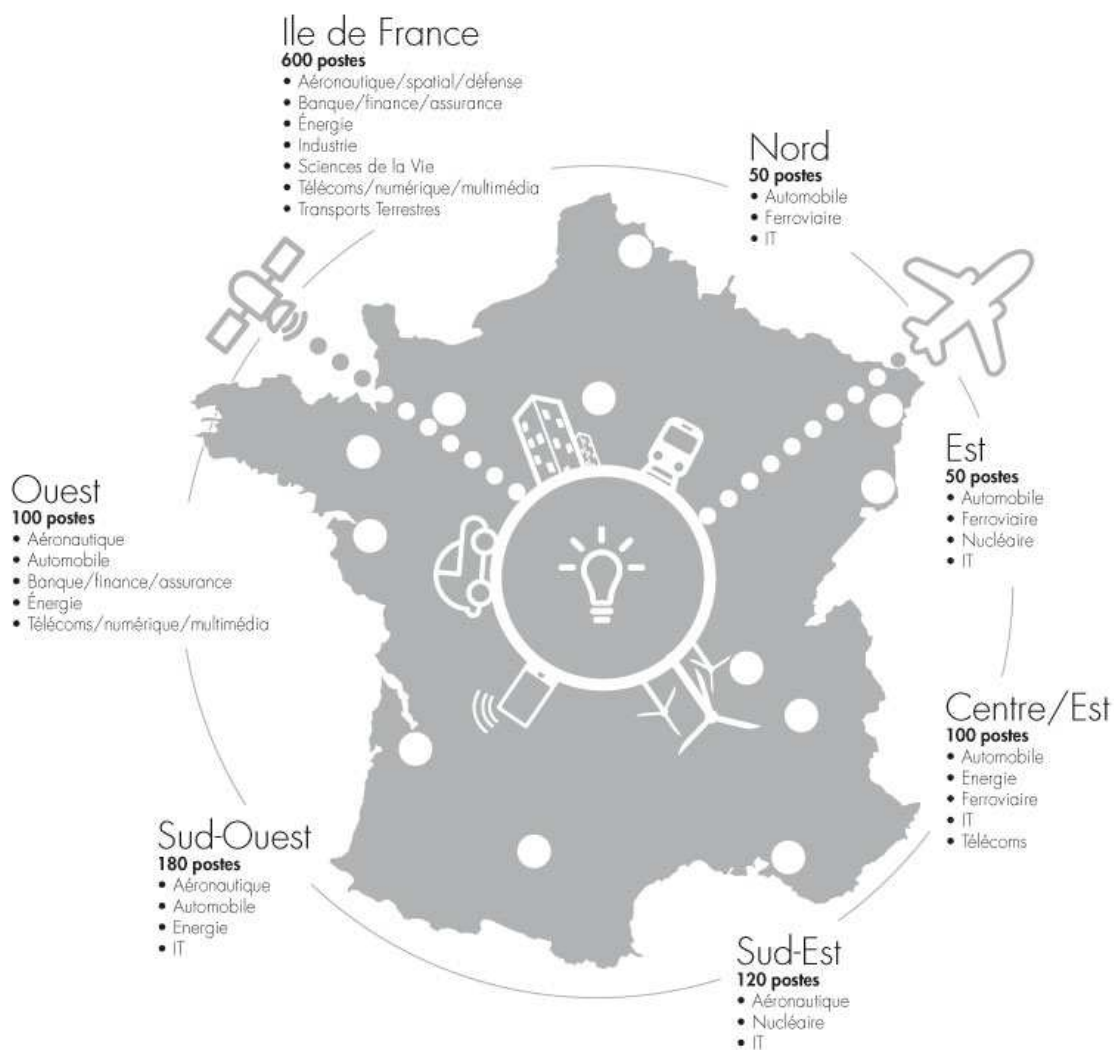 Ile de France
600 postes
• Aéronautique/spatial/défense
• Banque/finance/assurance
• Énergie
• Industrie
• Sciences de la Vie
• Télécoms/numérique/multimédia
• Transports Terrestres
Nord
50 postes
• Automobile
• Ferroviaire
• IT
Est
50 postes
• Automobile
• Ferroviaire
• Nucléaire
• IT
Ouest
100 postes
• Aéronautique
• Automobile
• Banque/finance/assurance
• Énergie
• Télécoms/numérique/multimédia
Centre/Est
100 postes
• Automobile
• Energie
• Ferroviaire
• IT
• Télécoms
Sud-Ouest
180 postes
• Aéronautique
• Automobile
• Energie
• IT
Sud-Est
120 postes
• Aéronautique
• Nucléaire
• IT